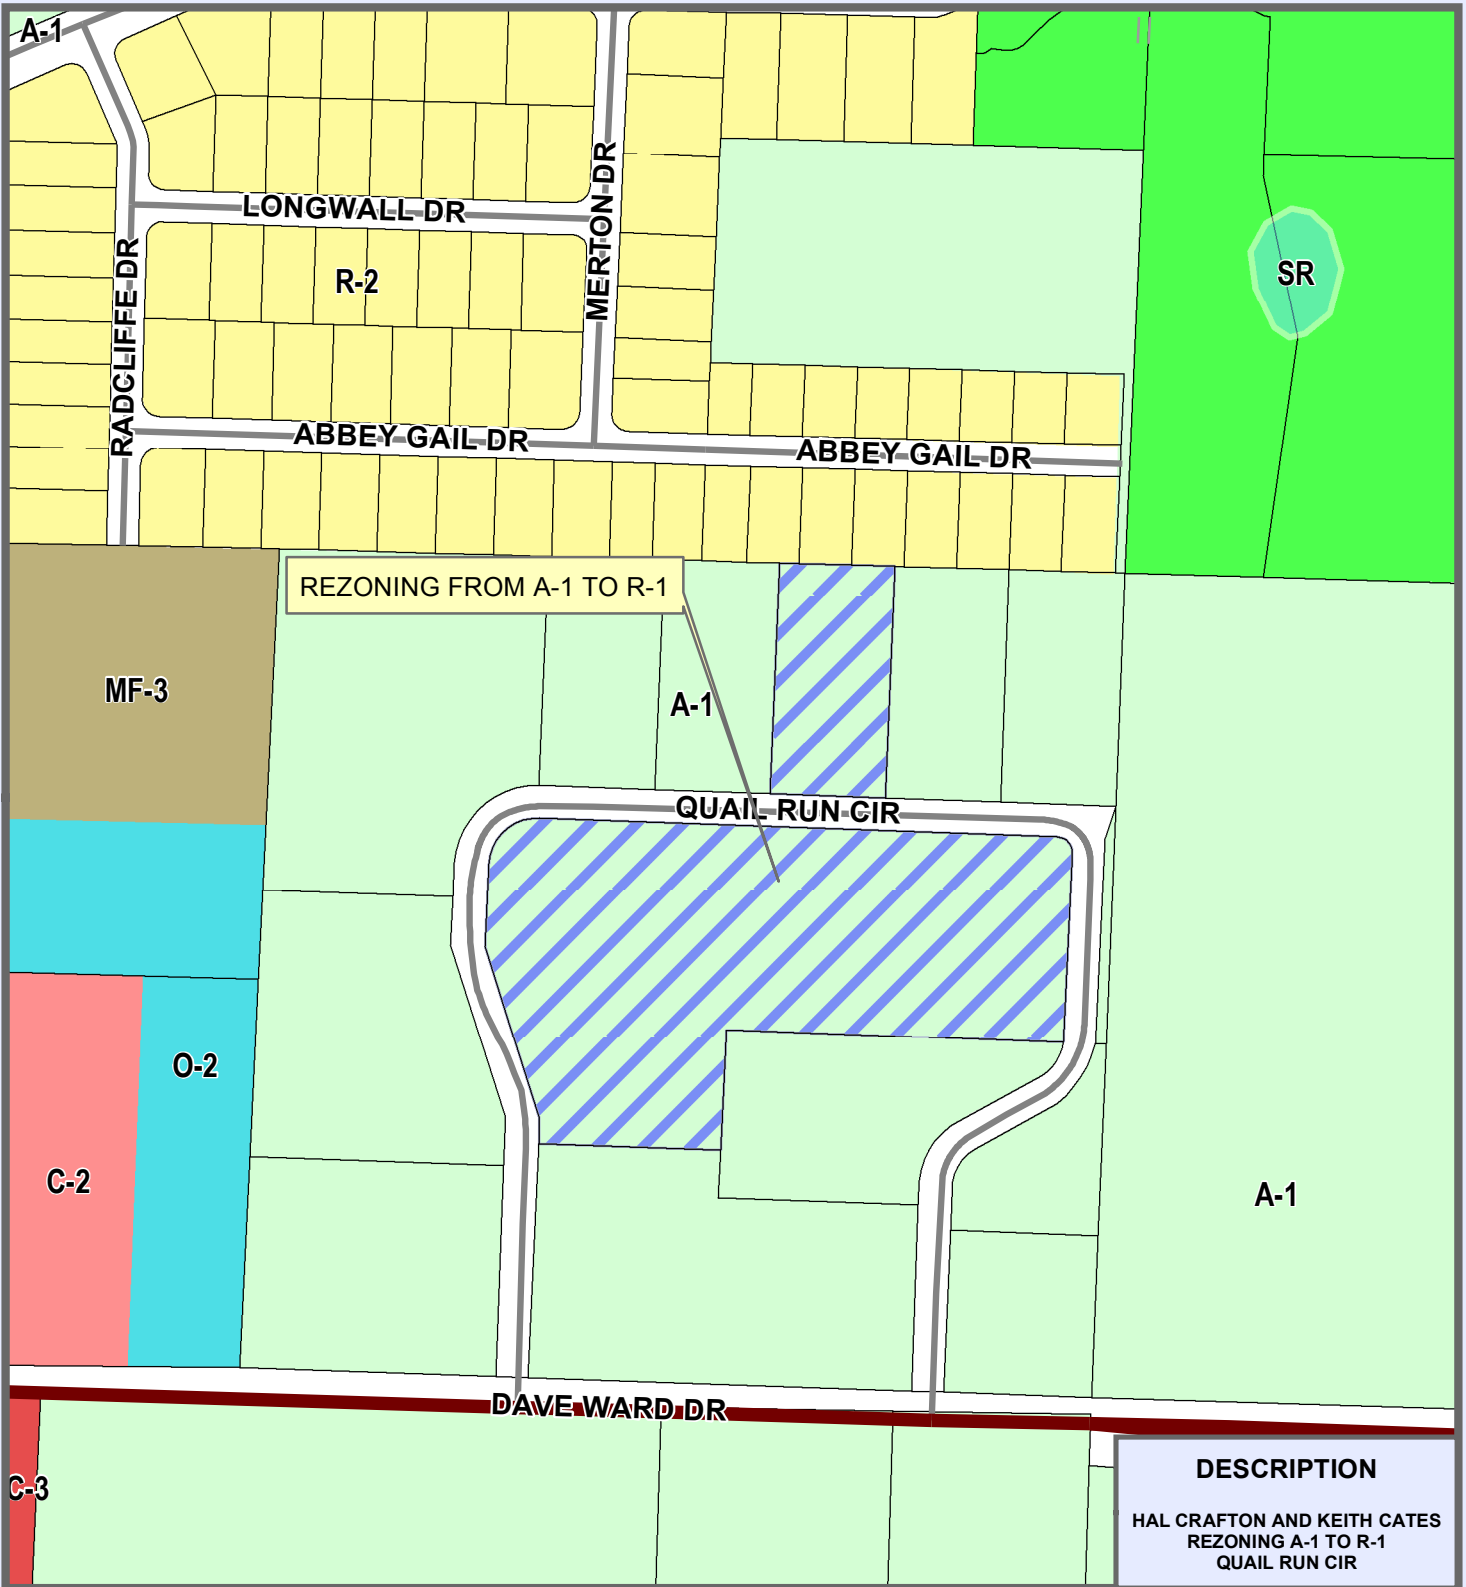 A-1
LONGWALL DR
MERTON DR
RADCLIFFE DR
R-2
SR
ABBEY GAIL DR
ABBEY GAIL DR
REZONING FROM A-1 TO R-1
MF-3
A-1
QUAIL RUN CIR
O-2
C-2
A-1
DAVE WARD DR
C-3
DESCRIPTION
HAL CRAFTON AND KEITH CATES
REZONING A-1 TO R-1
QUAIL RUN CIR